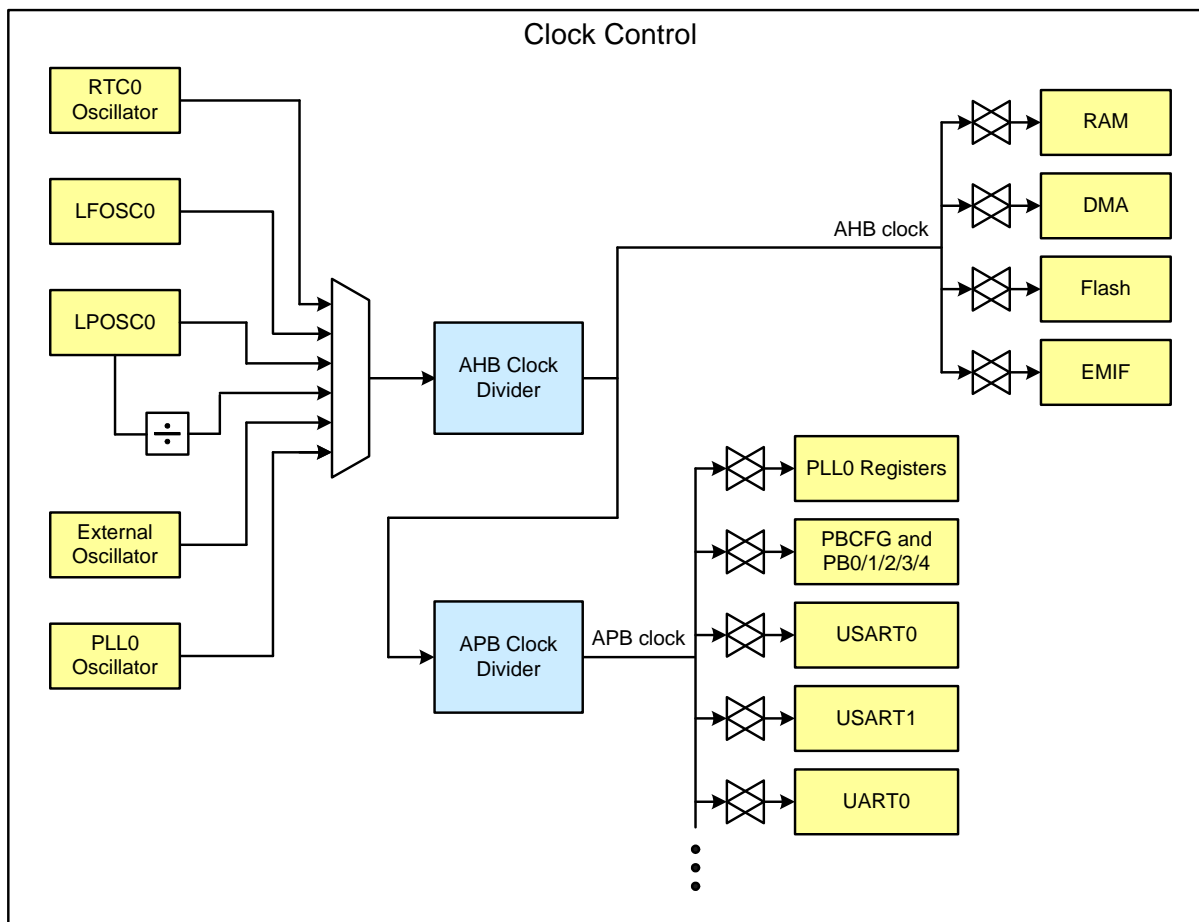 Clock Control
RTC0
Oscillator
LFOSC0
LPOSC0
÷
External
Oscillator
PLL0
Oscillator
AHB Clock
Divider
AHB clock
RAM
DMA
Flash
EMIF
APB Clock
Divider
APB clock
PLL0 Registers
PBCFG and
PB0/1/2/3/4
USART0
USART1
UART0